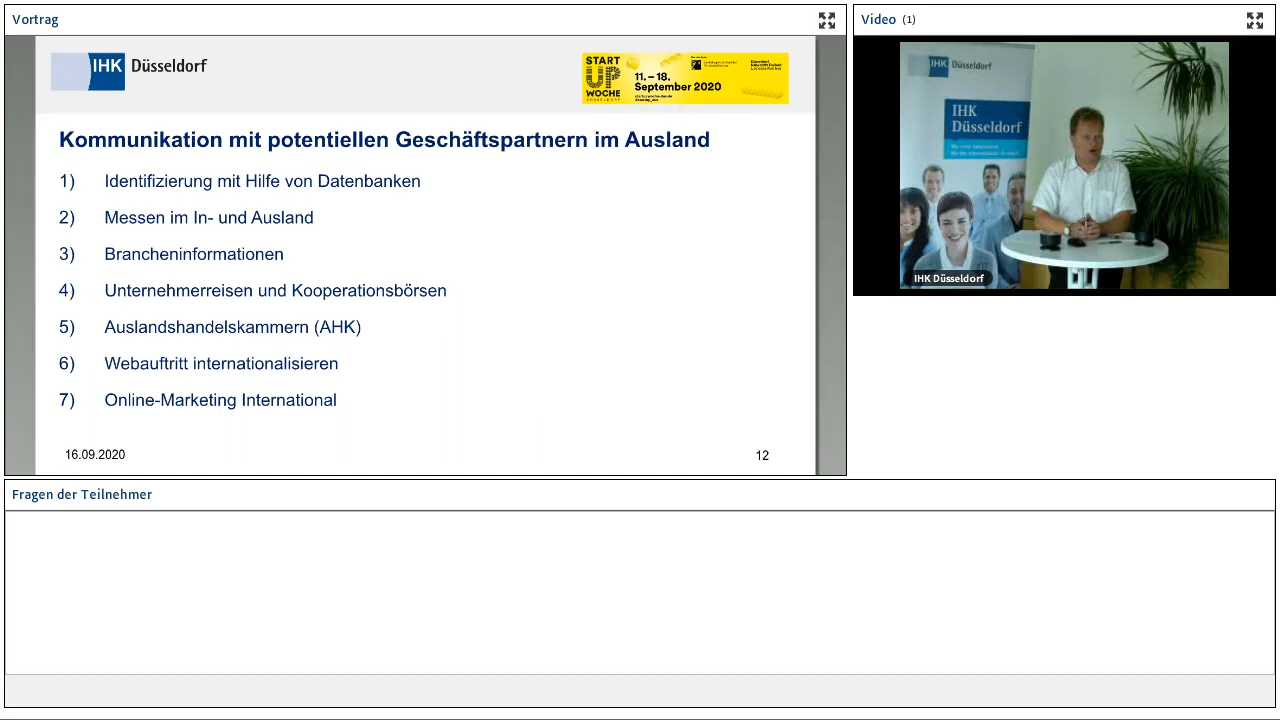 Vortrag
IHK Düsseldorf
START
UP
WOCHE
DÜSSELDORF
11. – 18.
September 2020
Kommunikation mit potentiellen Geschäftspartnern im Ausland
1) Identifizierung mit Hilfe von Datenbanken
2) Messen im In- und Ausland
3) Brancheninformationen
4) Unternehmerreisen und Kooperationsbörsen
5) Auslandshandelskammern (AHK)
6) Webauftritt internationalisieren
7) Online-Marketing International
16.09.2020
12
Video (1)
IHK Düsseldorf
IHK
Düsseldorf
IHK Düsseldorf
Fragen der Teilnehmer